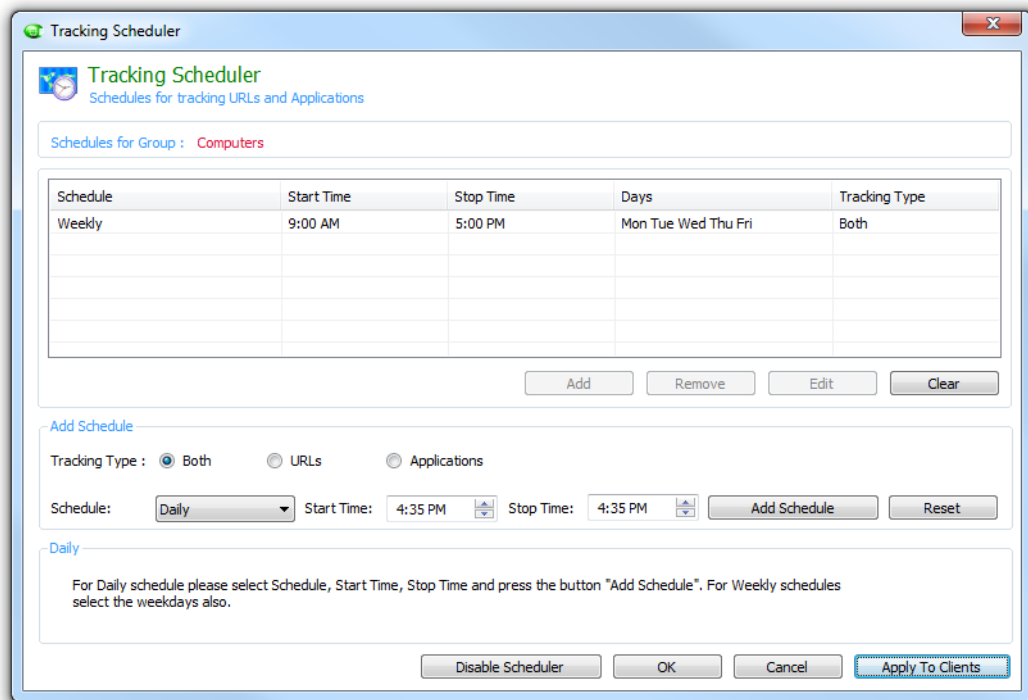 Tracking Scheduler
Tracking Scheduler
Schedules for tracking URLs and Applications
Schedules for Group : Computers
Schedule Start Time Stop Time Days Tracking Type
Weekly 9:00 AM 5:00 PM Mon Tue Wed Thu Fri Both
Add Remove Edit Clear
Add Schedule
Tracking Type : Both URLs Applications
Schedule: Daily Start Time: 4:35 PM Stop Time: 4:35 PM Add Schedule Reset
Daily
For Daily schedule please select Schedule, Start Time, Stop Time and press the button "Add Schedule". For Weekly schedules
select the weekdays also.
Disable Scheduler OK Cancel Apply To Clients